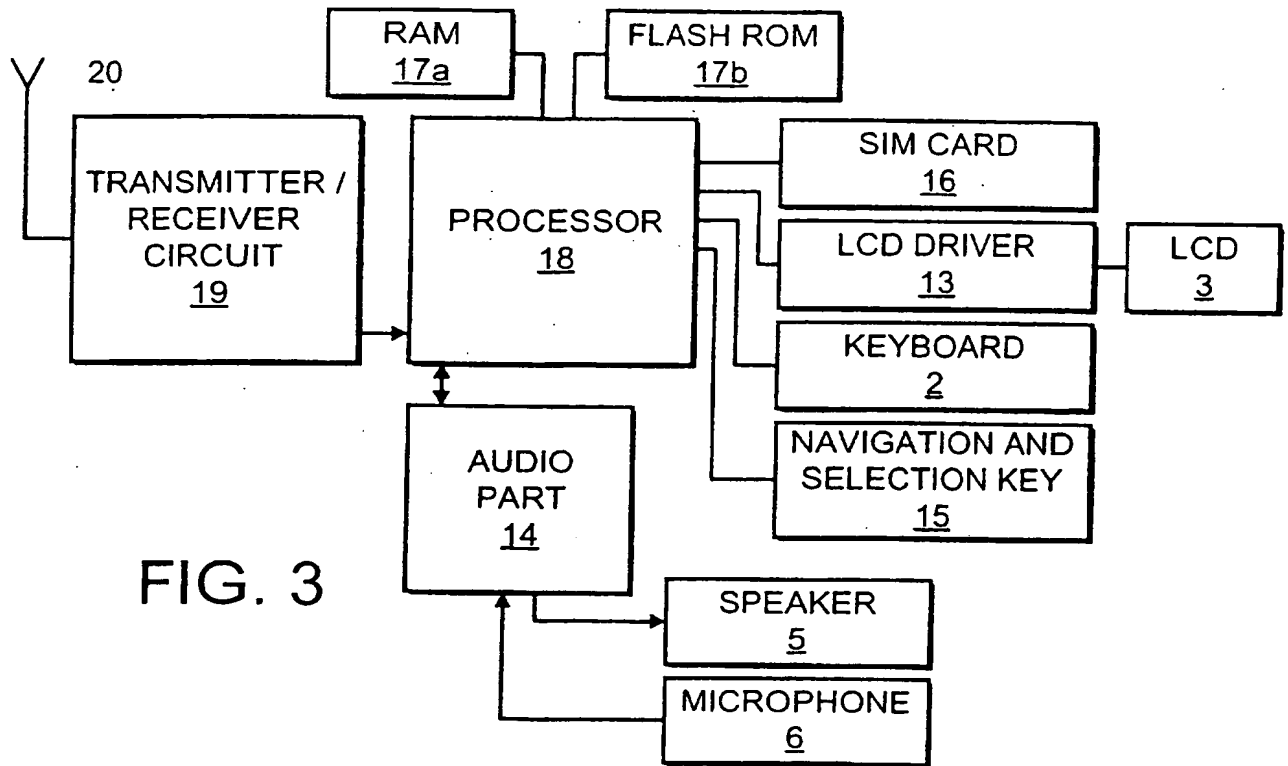 RAM
17a
FLASH ROM
17b
20
TRANSMITTER /
RECEIVER
CIRCUIT
19
PROCESSOR
18
SIM CARD
16
LCD DRIVER
13
LCD
3
KEYBOARD
2
NAVIGATION AND
SELECTION KEY
15
AUDIO
PART
14
FIG. 3
SPEAKER
5
MICROPHONE
6